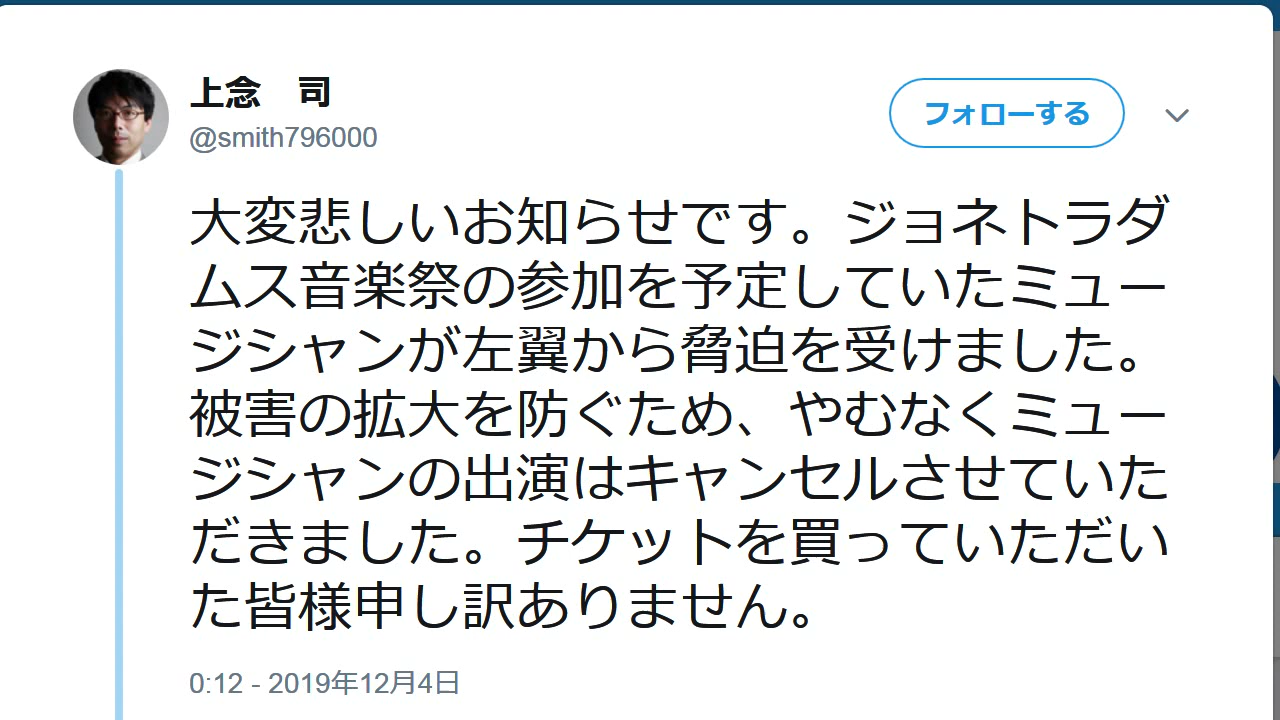 上念　司
@smith796000
フォローする
大変悲しいお知らせです。ジョネトラダ
ムス音楽祭の参加を予定していたミュー
ジシャンが左翼から脅迫を受けました。
被害の拡大を防ぐため、やむなくミュー
ジシャンの出演はキャンセルさせていた
だきました。チケットを買っていただい
た皆様申し訳ありません。
0:12 - 2019年12月4日